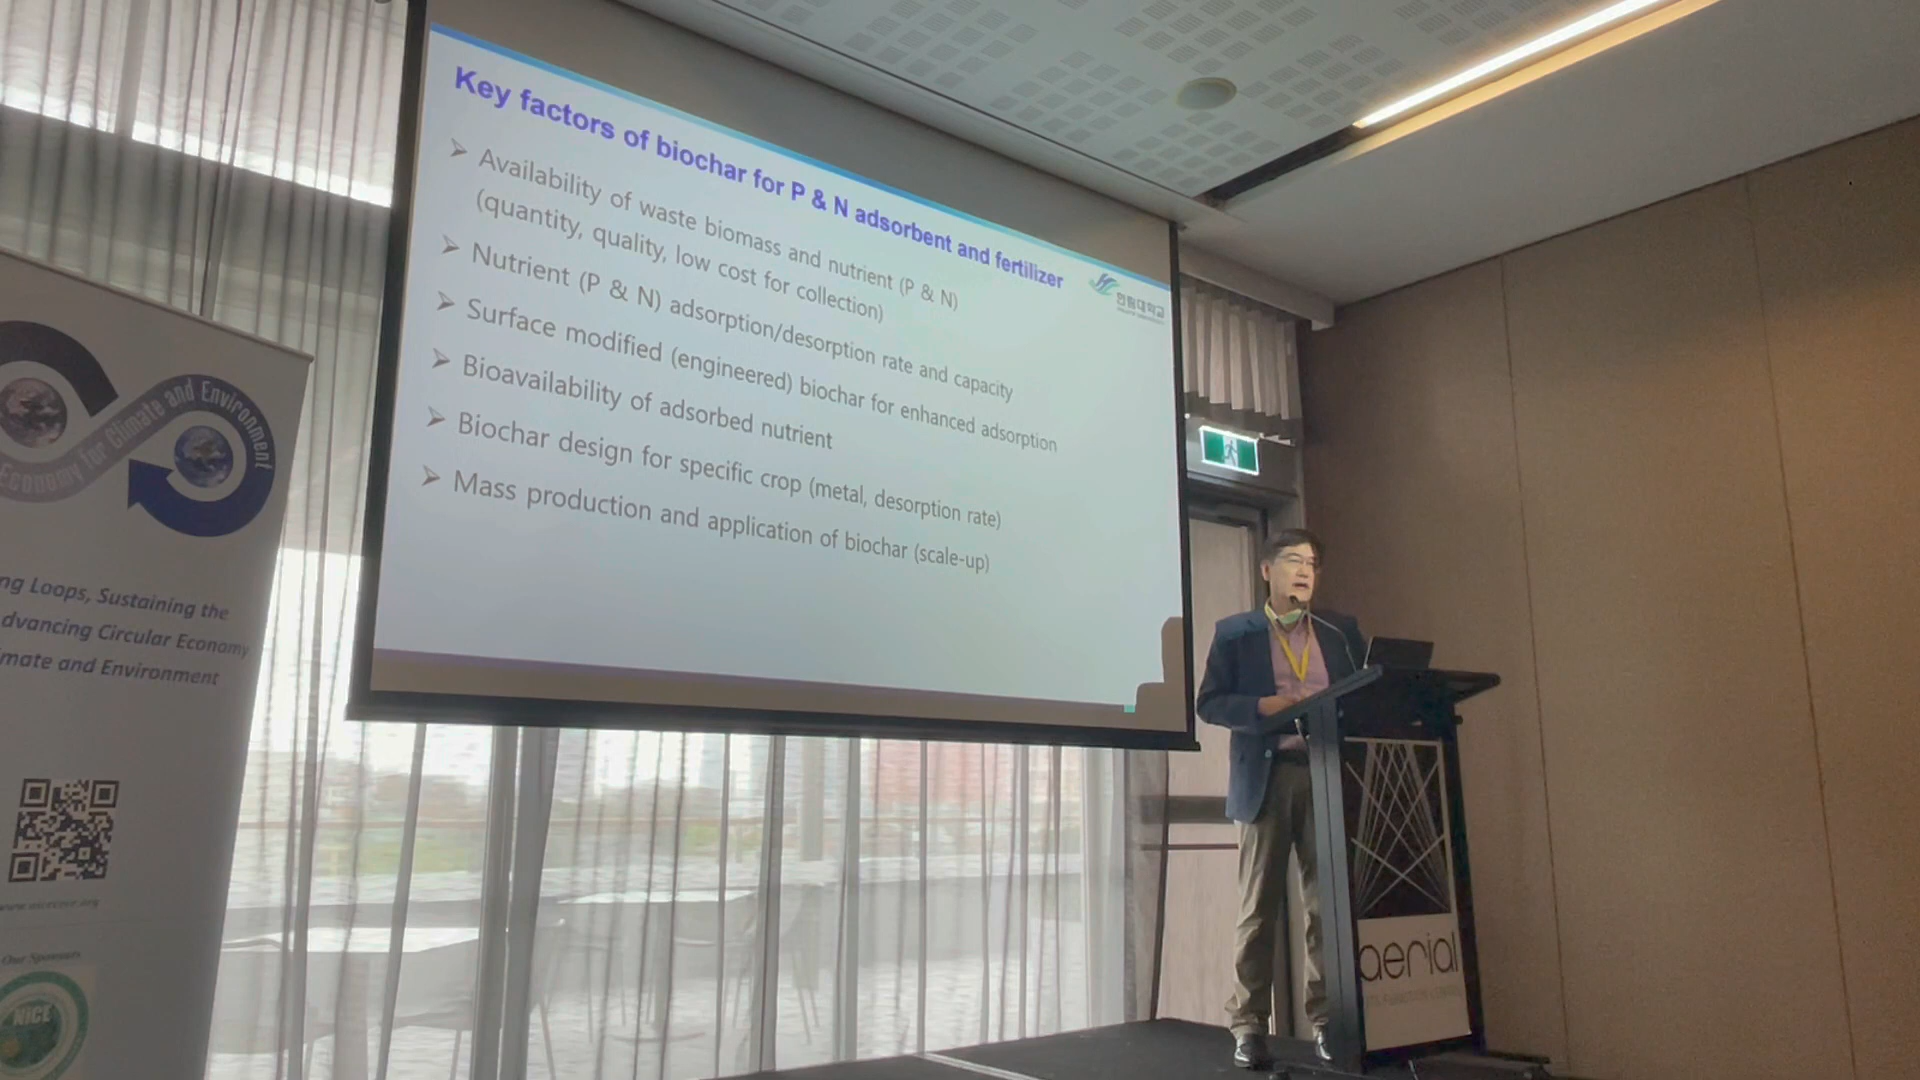 Key factors of biochar for P & N adsorbent and fertilizer
➢ Availability of waste biomass and nutrient (P & N)
(quantity, quality, low cost for collection)
➢ Nutrient (P & N) adsorption/desorption rate and capacity
➢ Surface modified (engineered) biochar for enhanced adsorption
➢ Bioavailability of adsorbed nutrient
➢ Biochar design for specific crop (metal, desorption rate)
➢ Mass production and application of biochar (scale-up)
한림대학교
Economy for Climate and Environment
ng Loops, Sustaining the
dvancing Circular Economy
imate and Environment
Our Sponsors
NiCE
aerial